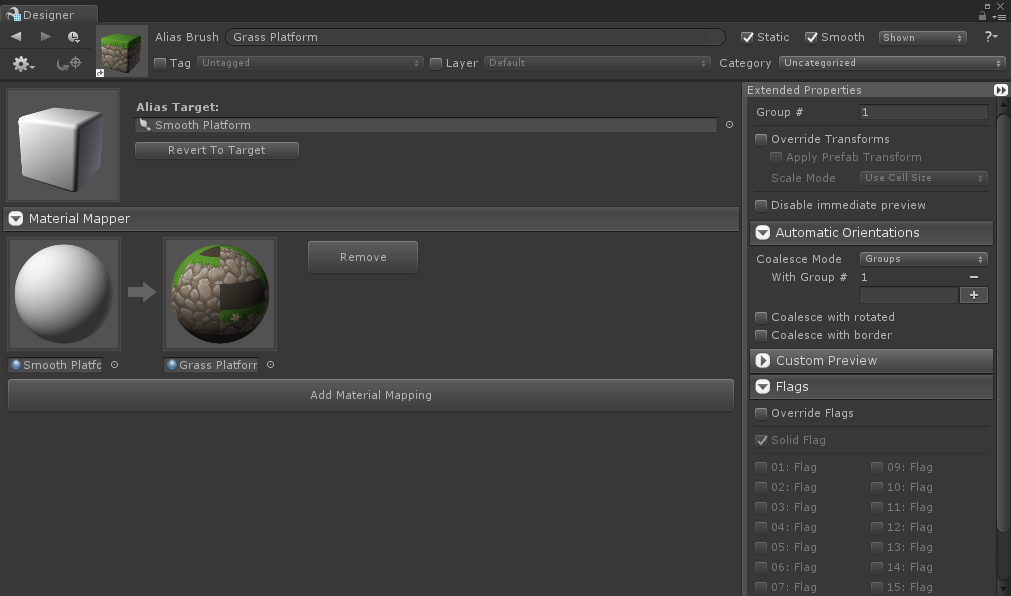 Designer
Alias Brush Grass Platform Static Smooth Shown ?
Tag Untagged Layer Default Category Uncategorized
Alias Target:
Smooth Platform
Revert To Target
Material Mapper
Remove
Smooth Platfo
Grass Platforr
Add Material Mapping
Extended Properties
Group # 1
Override Transforms
Apply Prefab Transform
Scale Mode Use Cell Size
Disable immediate preview
Automatic Orientations
Coalesce Mode Groups
With Group # 1 −
+
Coalesce with rotated
Coalesce with border
Custom Preview
Flags
Override Flags
Solid Flag
01: Flag 09: Flag
02: Flag 10: Flag
03: Flag 11: Flag
04: Flag 12: Flag
05: Flag 13: Flag
06: Flag 14: Flag
07: Flag 15: Flag